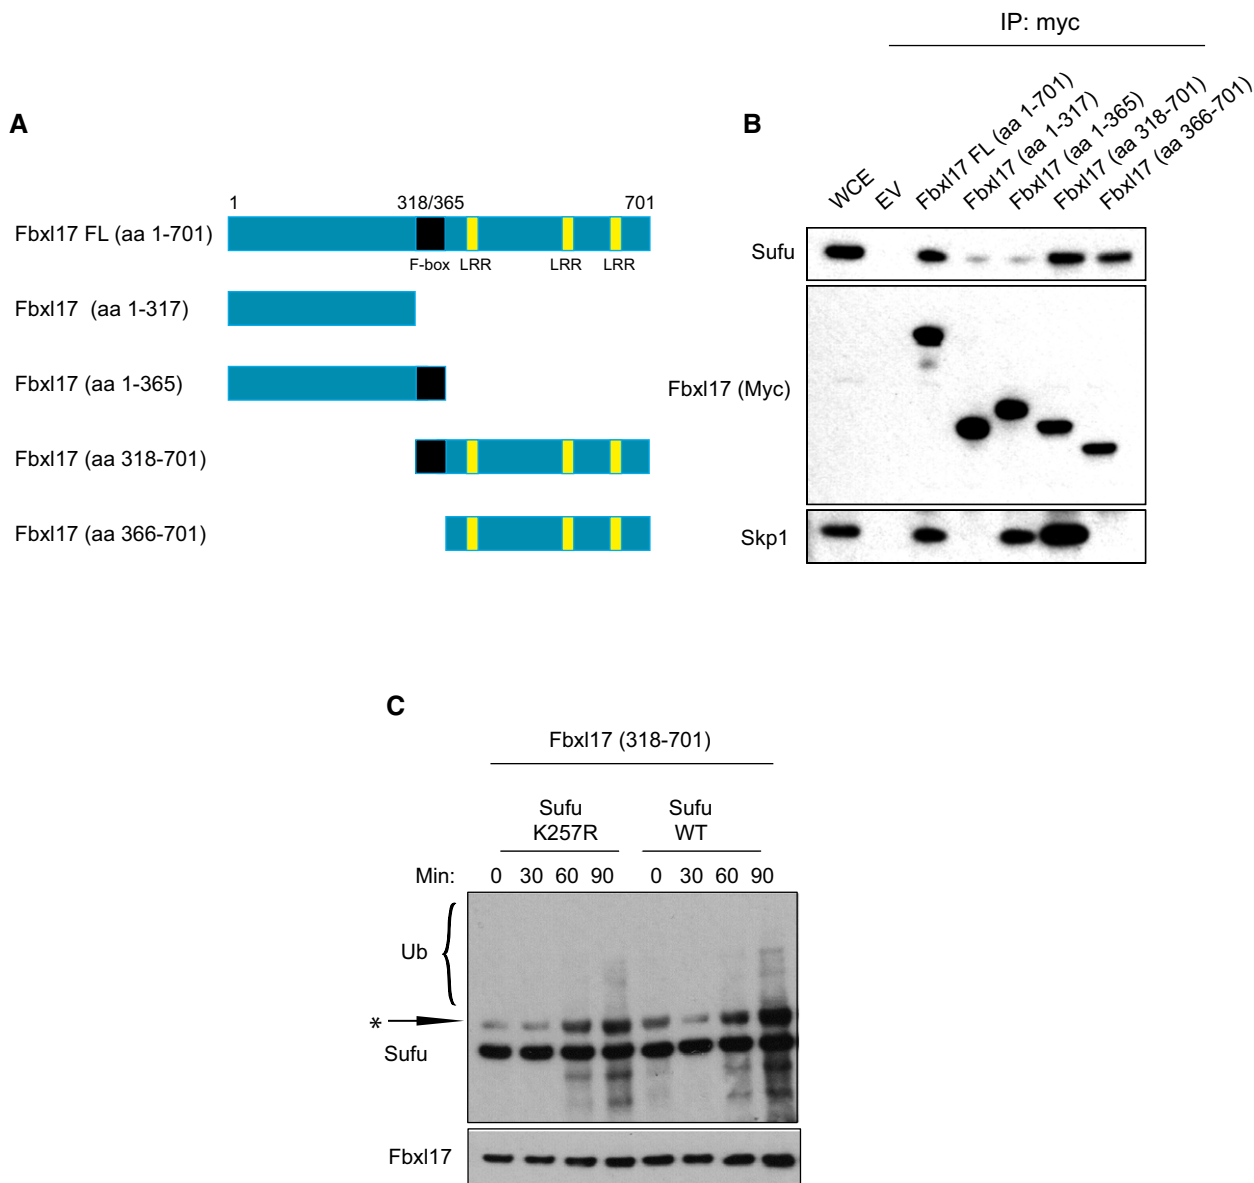 A
1 318/365 701
Fbxl17 FL (aa 1-701)
F-box LRR LRR LRR
Fbxl17 (aa 1-317)
Fbxl17 (aa 1-365)
Fbxl17 (aa 318-701)
Fbxl17 (aa 366-701)
B
IP: myc
WCE
EV
Fbxl17 FL (aa 1-701)
Fbxl17 (aa 1-317)
Fbxl17 (aa 1-365)
Fbxl17 (aa 318-701)
Fbxl17 (aa 366-701)
Sufu
Fbxl17 (Myc)
Skp1
C
Fbxl17 (318-701)
Sufu Sufu
K257R WT
Min: 0 30 60 90 0 30 60 90
Ub
*
Sufu
Fbxl17